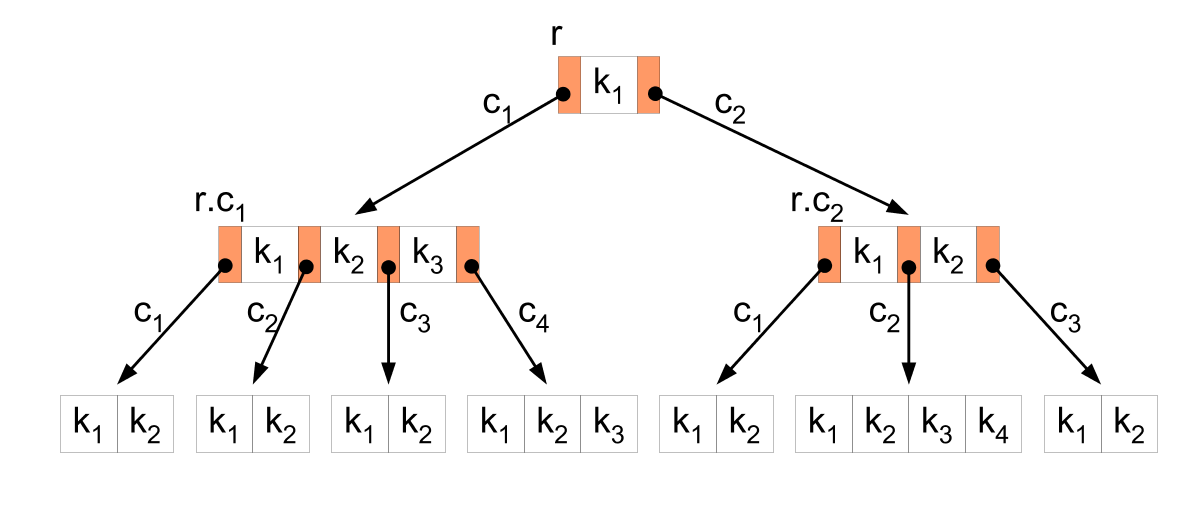 r
k₁
c₁ c₂
r.c₁ r.c₂
k₁ k₂ k₃ k₁ k₂
c₁ c₂ c₃ c₄ c₁ c₂ c₃
k₁ k₂ k₁ k₂ k₁ k₂ k₁ k₂ k₃ k₁ k₂ k₁ k₂ k₃ k₄ k₁ k₂